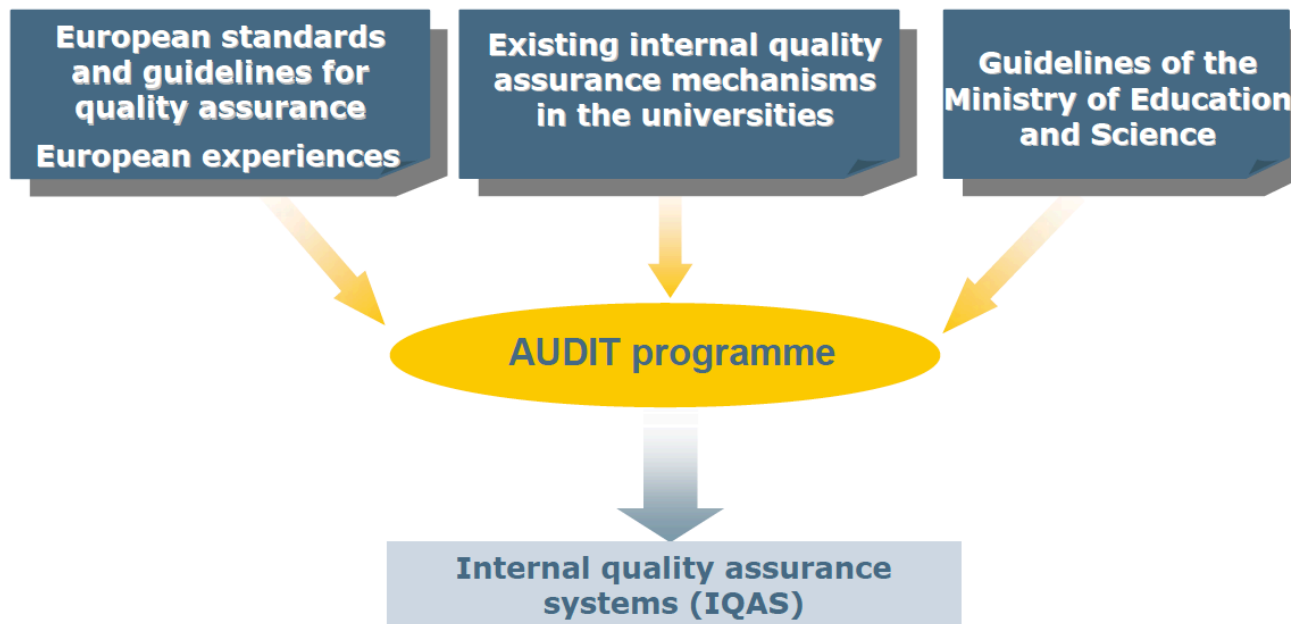 European standards
and guidelines for
quality assurance
European experiences
Existing internal quality
assurance mechanisms
in the universities
Guidelines of the
Ministry of Education
and Science
AUDIT programme
Internal quality assurance
systems (IQAS)